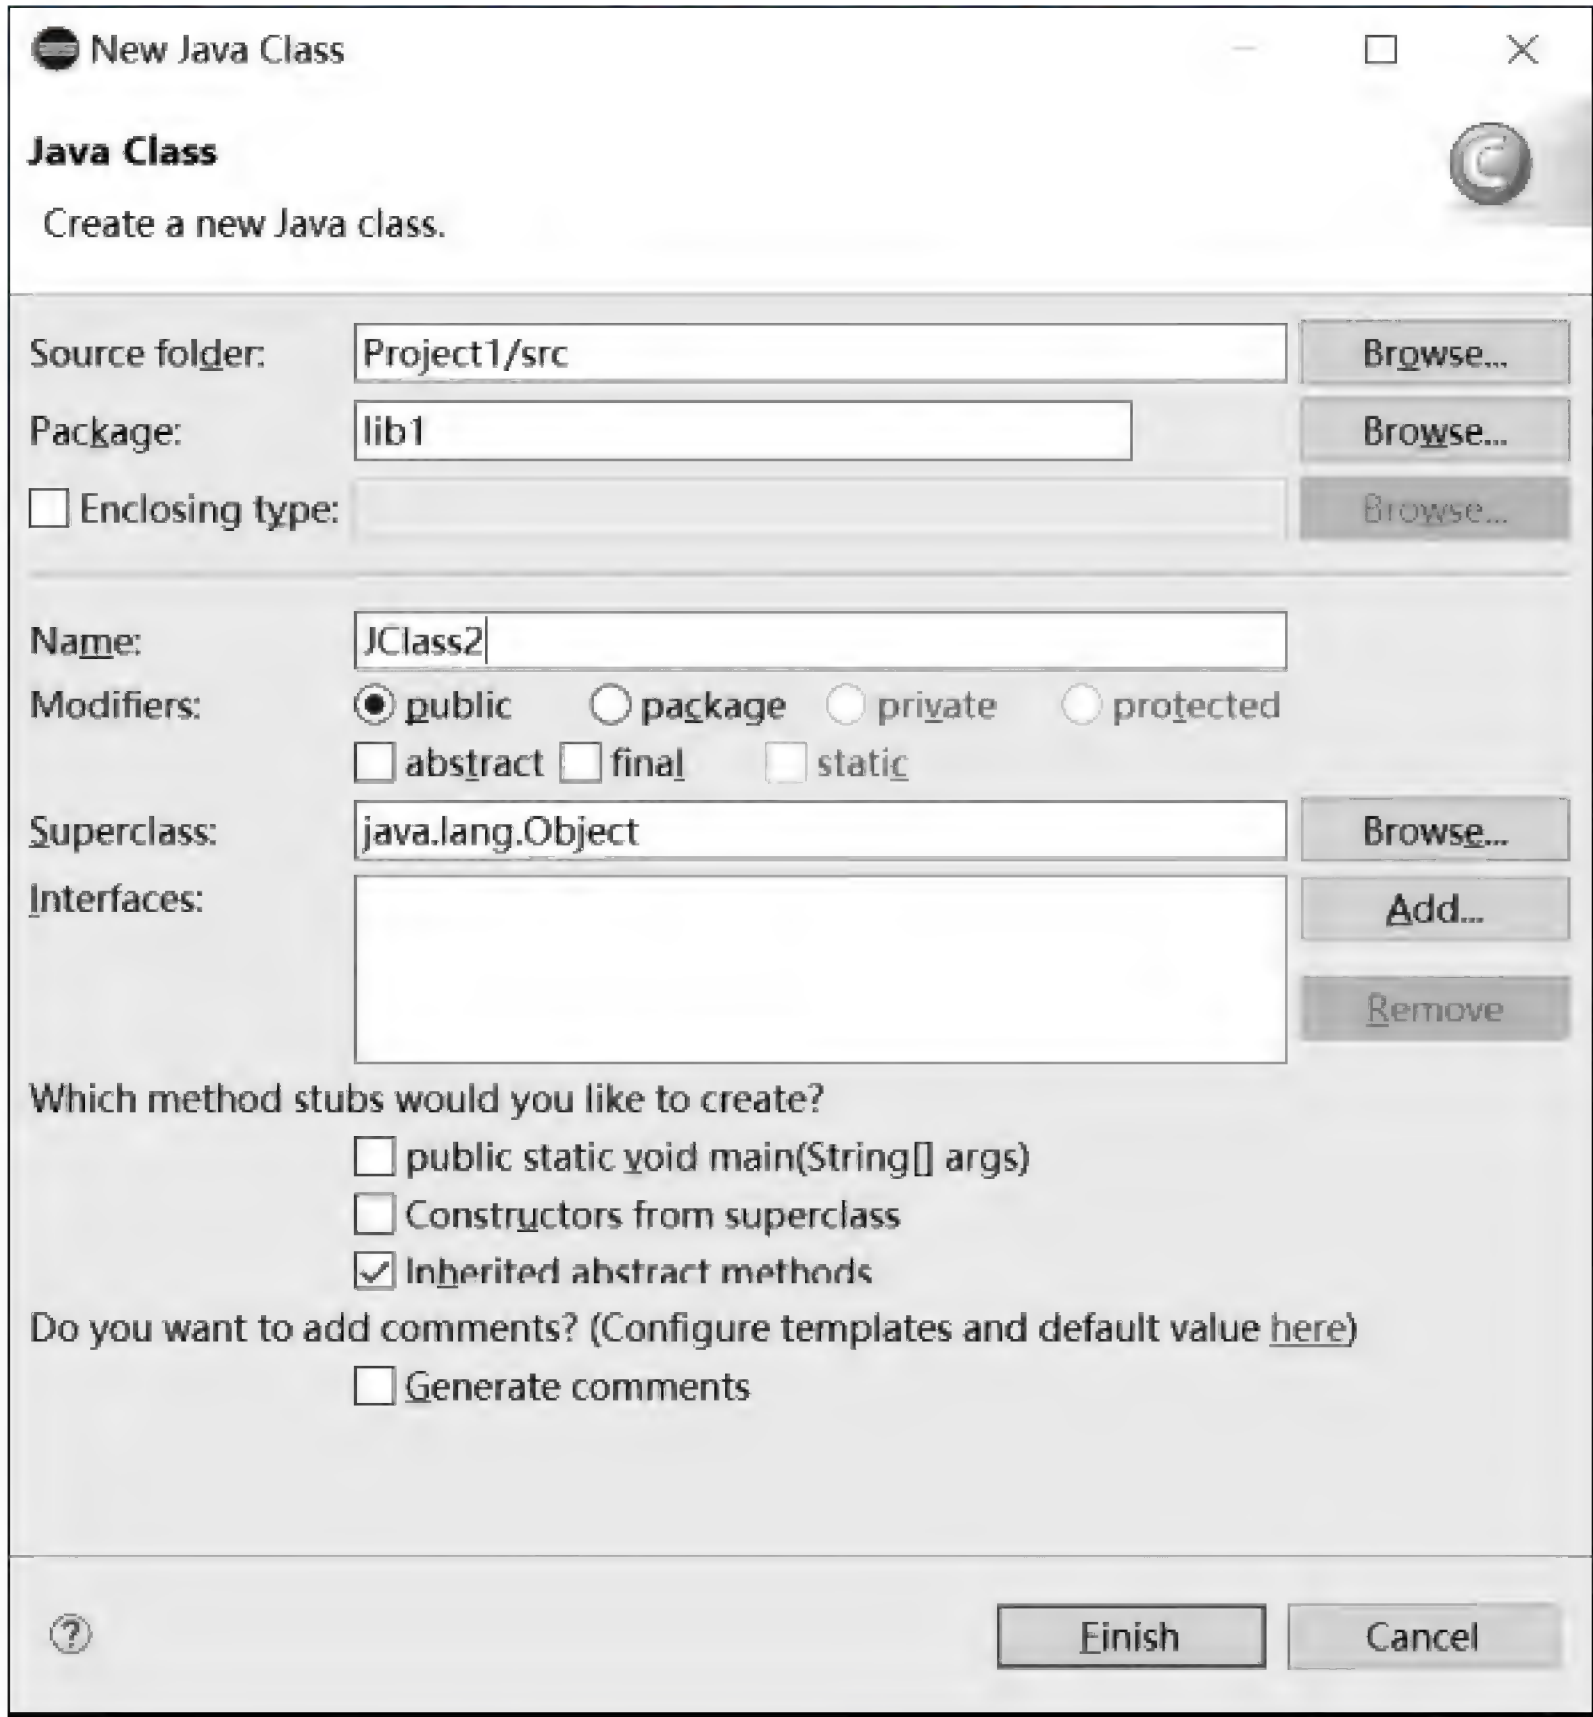 New Java Class
Java Class
Create a new Java class.
Source folder: Project1/src Browse...
Package: lib1 Browse...
Enclosing type: Browse...
Name: JClass2
Modifiers: public package private protected
abstract final static
Superclass: java.lang.Object Browse...
Interfaces: Add...
Remove
Which method stubs would you like to create?
public static void main(String[] args)
Constructors from superclass
Inherited abstract methods
Do you want to add comments? (Configure templates and default value here)
Generate comments
? Finish Cancel